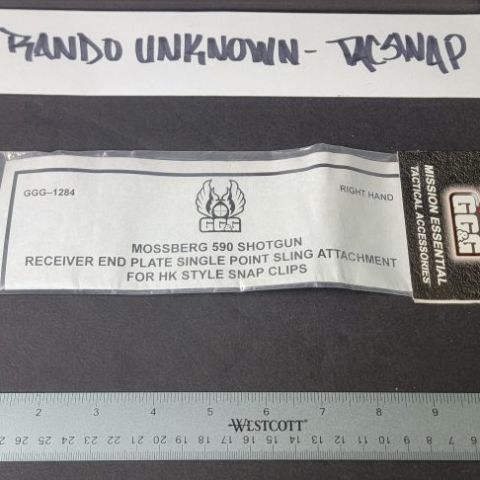 RANDO UNKNOWN - TACSWAP
GGG-1284
RIGHT HAND
GG&G
MOSSBERG 590 SHOTGUN
RECEIVER END PLATE SINGLE POINT SLING ATTACHMENT
FOR HK STYLE SNAP CLIPS
MISSION ESSENTIAL
TACTICAL ACCESSORIES
GG&G
2 3 4 5 6 7 8 9
WESTCOTT
26 25 24 23 22 21 20 19 18 17 16 15 14 13 12 11 10 9 8 7 6